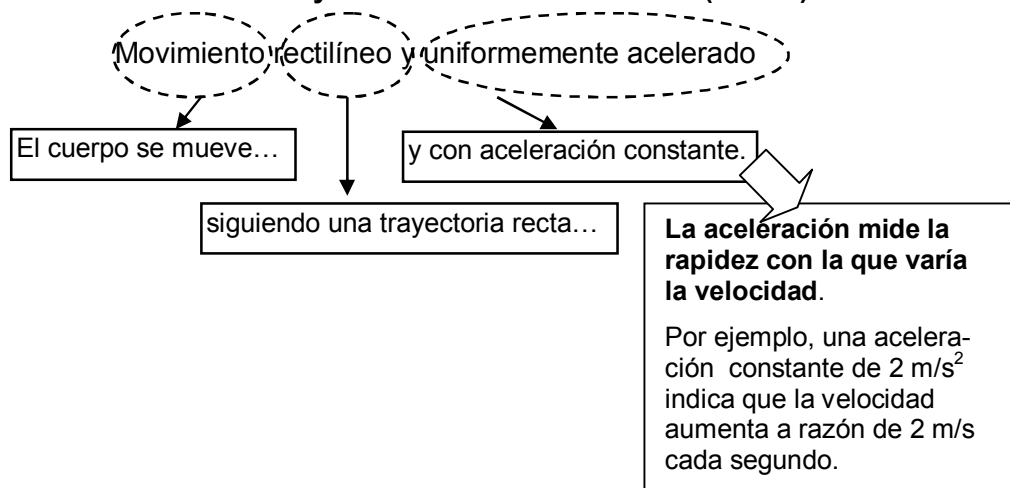 Movimiento rectilíneo y uniformemente acelerado
El cuerpo se mueve…
y con aceleración constante.
siguiendo una trayectoria recta…
La aceleración mide la
rapidez con la que varía
la velocidad.
Por ejemplo, una acelera-
ción constante de 2 m/s²
indica que la velocidad
aumenta a razón de 2 m/s
cada segundo.